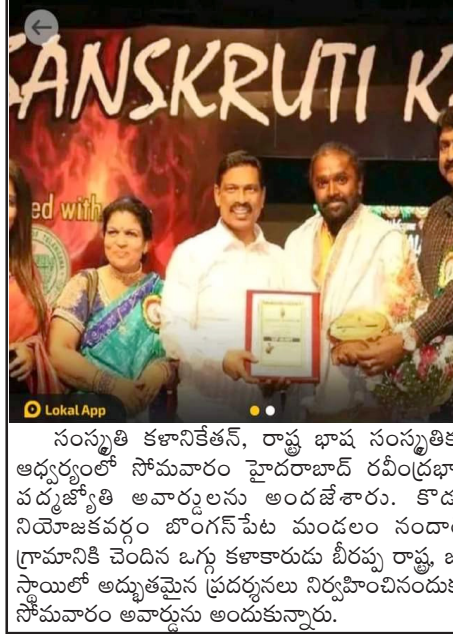 SANSKRUTI K
ed with
Lokal App
సంస్కృతి కళానికేతన్, రాష్ట్ర భాష సంస్కృతిక
ఆధ్వర్యంలో సోమవారం హైదరాబాద్ రవీంద్రభా
పద్మజ్యోతి అవార్డులను అందజేశారు. కొడ
నియోజకవర్గం బొంగస్‌పేట మండలం నందా
గ్రామానికి చెందిన ఒగ్గు కళాకారుడు బీరప్ప రాష్ట్ర, జ
స్థాయిలో అద్భుతమైన ప్రదర్శనలు నిర్వహించినందుక
సోమవారం అవార్డును అందుకున్నారు.